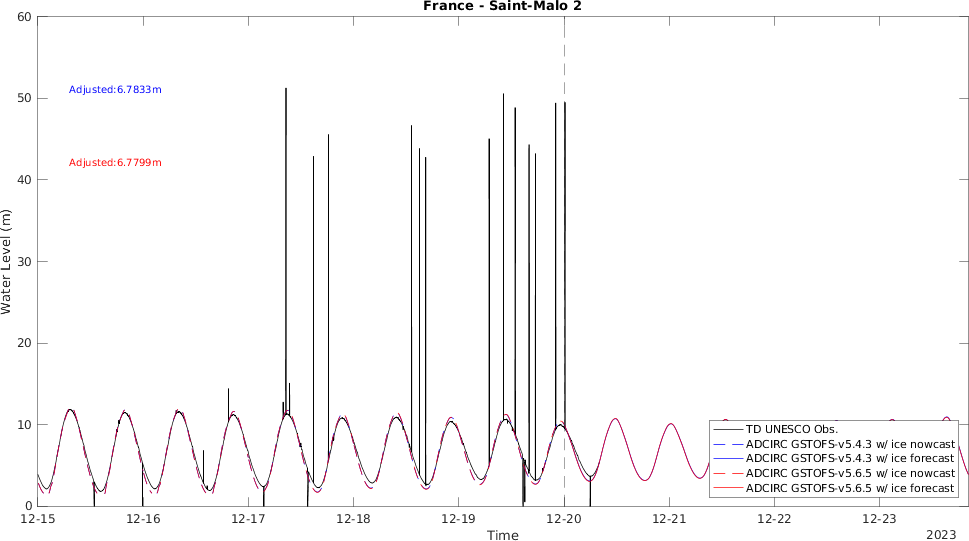 France - Saint-Malo 2
60
50
40
30
20
10
0
Water Level (m)
Adjusted:6.7833m
Adjusted:6.7799m
TD UNESCO Obs.
ADCIRC GSTOFS-v5.4.3 w/ ice nowcast
ADCIRC GSTOFS-v5.4.3 w/ ice forecast
ADCIRC GSTOFS-v5.6.5 w/ ice nowcast
ADCIRC GSTOFS-v5.6.5 w/ ice forecast
12-15 12-16 12-17 12-18 12-19 12-20 12-21 12-22 12-23
Time
2023